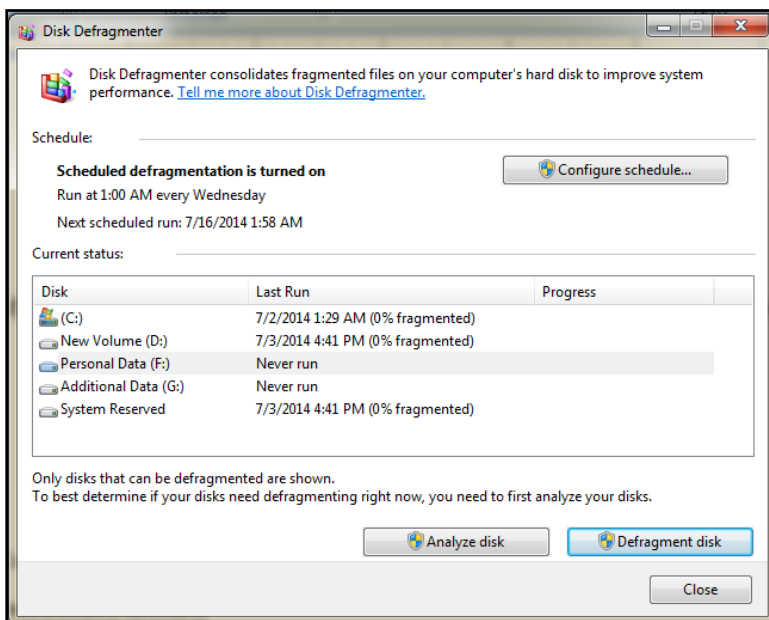 Disk Defragmenter
Disk Defragmenter consolidates fragmented files on your computer's hard disk to improve system
performance. Tell me more about Disk Defragmenter.
Schedule:
Scheduled defragmentation is turned on
Configure schedule...
Run at 1:00 AM every Wednesday
Next scheduled run: 7/16/2014 1:58 AM
Current status:
Disk Last Run Progress
(C:) 7/2/2014 1:29 AM (0% fragmented)
New Volume (D:) 7/3/2014 4:41 PM (0% fragmented)
Personal Data (F:) Never run
Additional Data (G:) Never run
System Reserved 7/3/2014 4:41 PM (0% fragmented)
Only disks that can be defragmented are shown.
To best determine if your disks need defragmenting right now, you need to first analyze your disks.
Analyze disk Defragment disk
Close